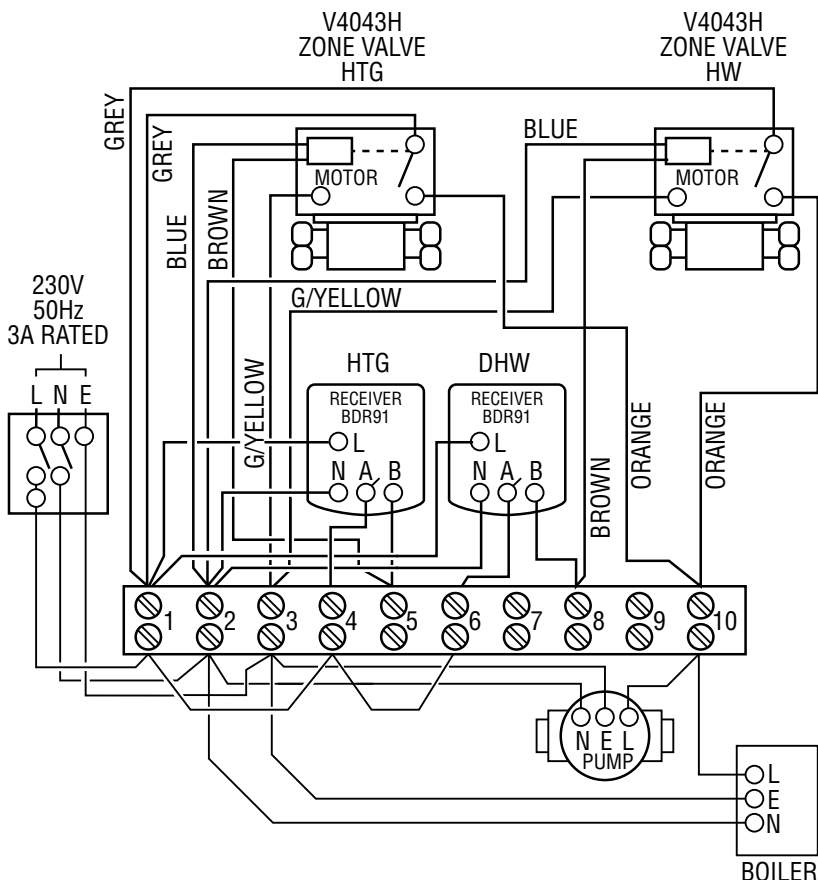 V4043H
ZONE VALVE
HTG
V4043H
ZONE VALVE
HW
GREY
GREY
BLUE
MOTOR
MOTOR
BLUE
BROWN
G/YELLOW
230V
50Hz
3A RATED
L N E
HTG
DHW
G/YELLOW
RECEIVER
BDR91
L
N A B
RECEIVER
BDR91
L
N A B
BROWN
ORANGE
ORANGE
1 2 3 4 5 6 7 8 9 10
N E L
PUMP
L
E
N
BOILER